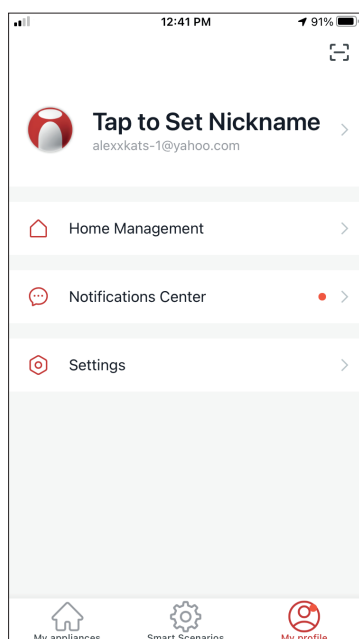 12:41 PM
91%
Tap to Set Nickname
alexxkats-1@yahoo.com
Home Management
Notifications Center
Settings
My appliances
Smart Scenarios
My profile